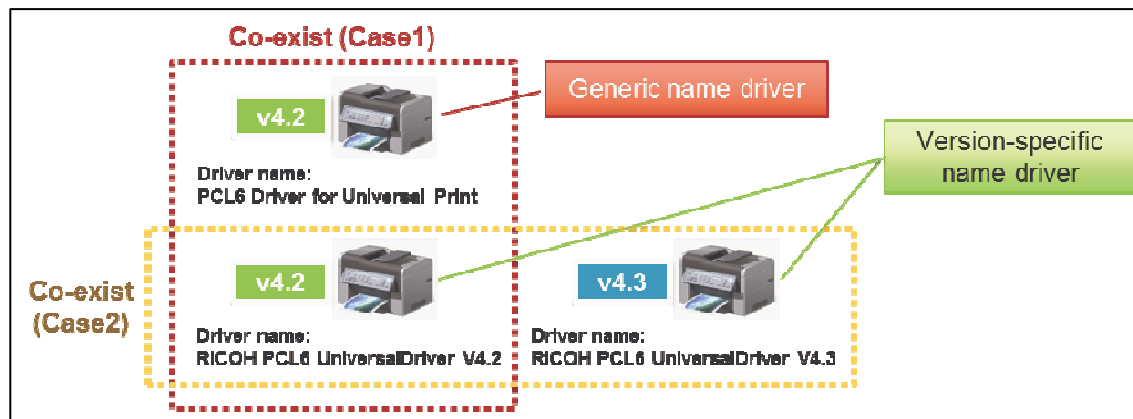 Co-exist (Case1)
Generic name driver
v4.2
Version-specific
name driver
Driver name:
PCL6 Driver for Universal Print
Co-exist
(Case2)
v4.2
v4.3
Driver name:
RICOH PCL6 UniversalDriver V4.2
Driver name:
RICOH PCL6 UniversalDriver V4.3